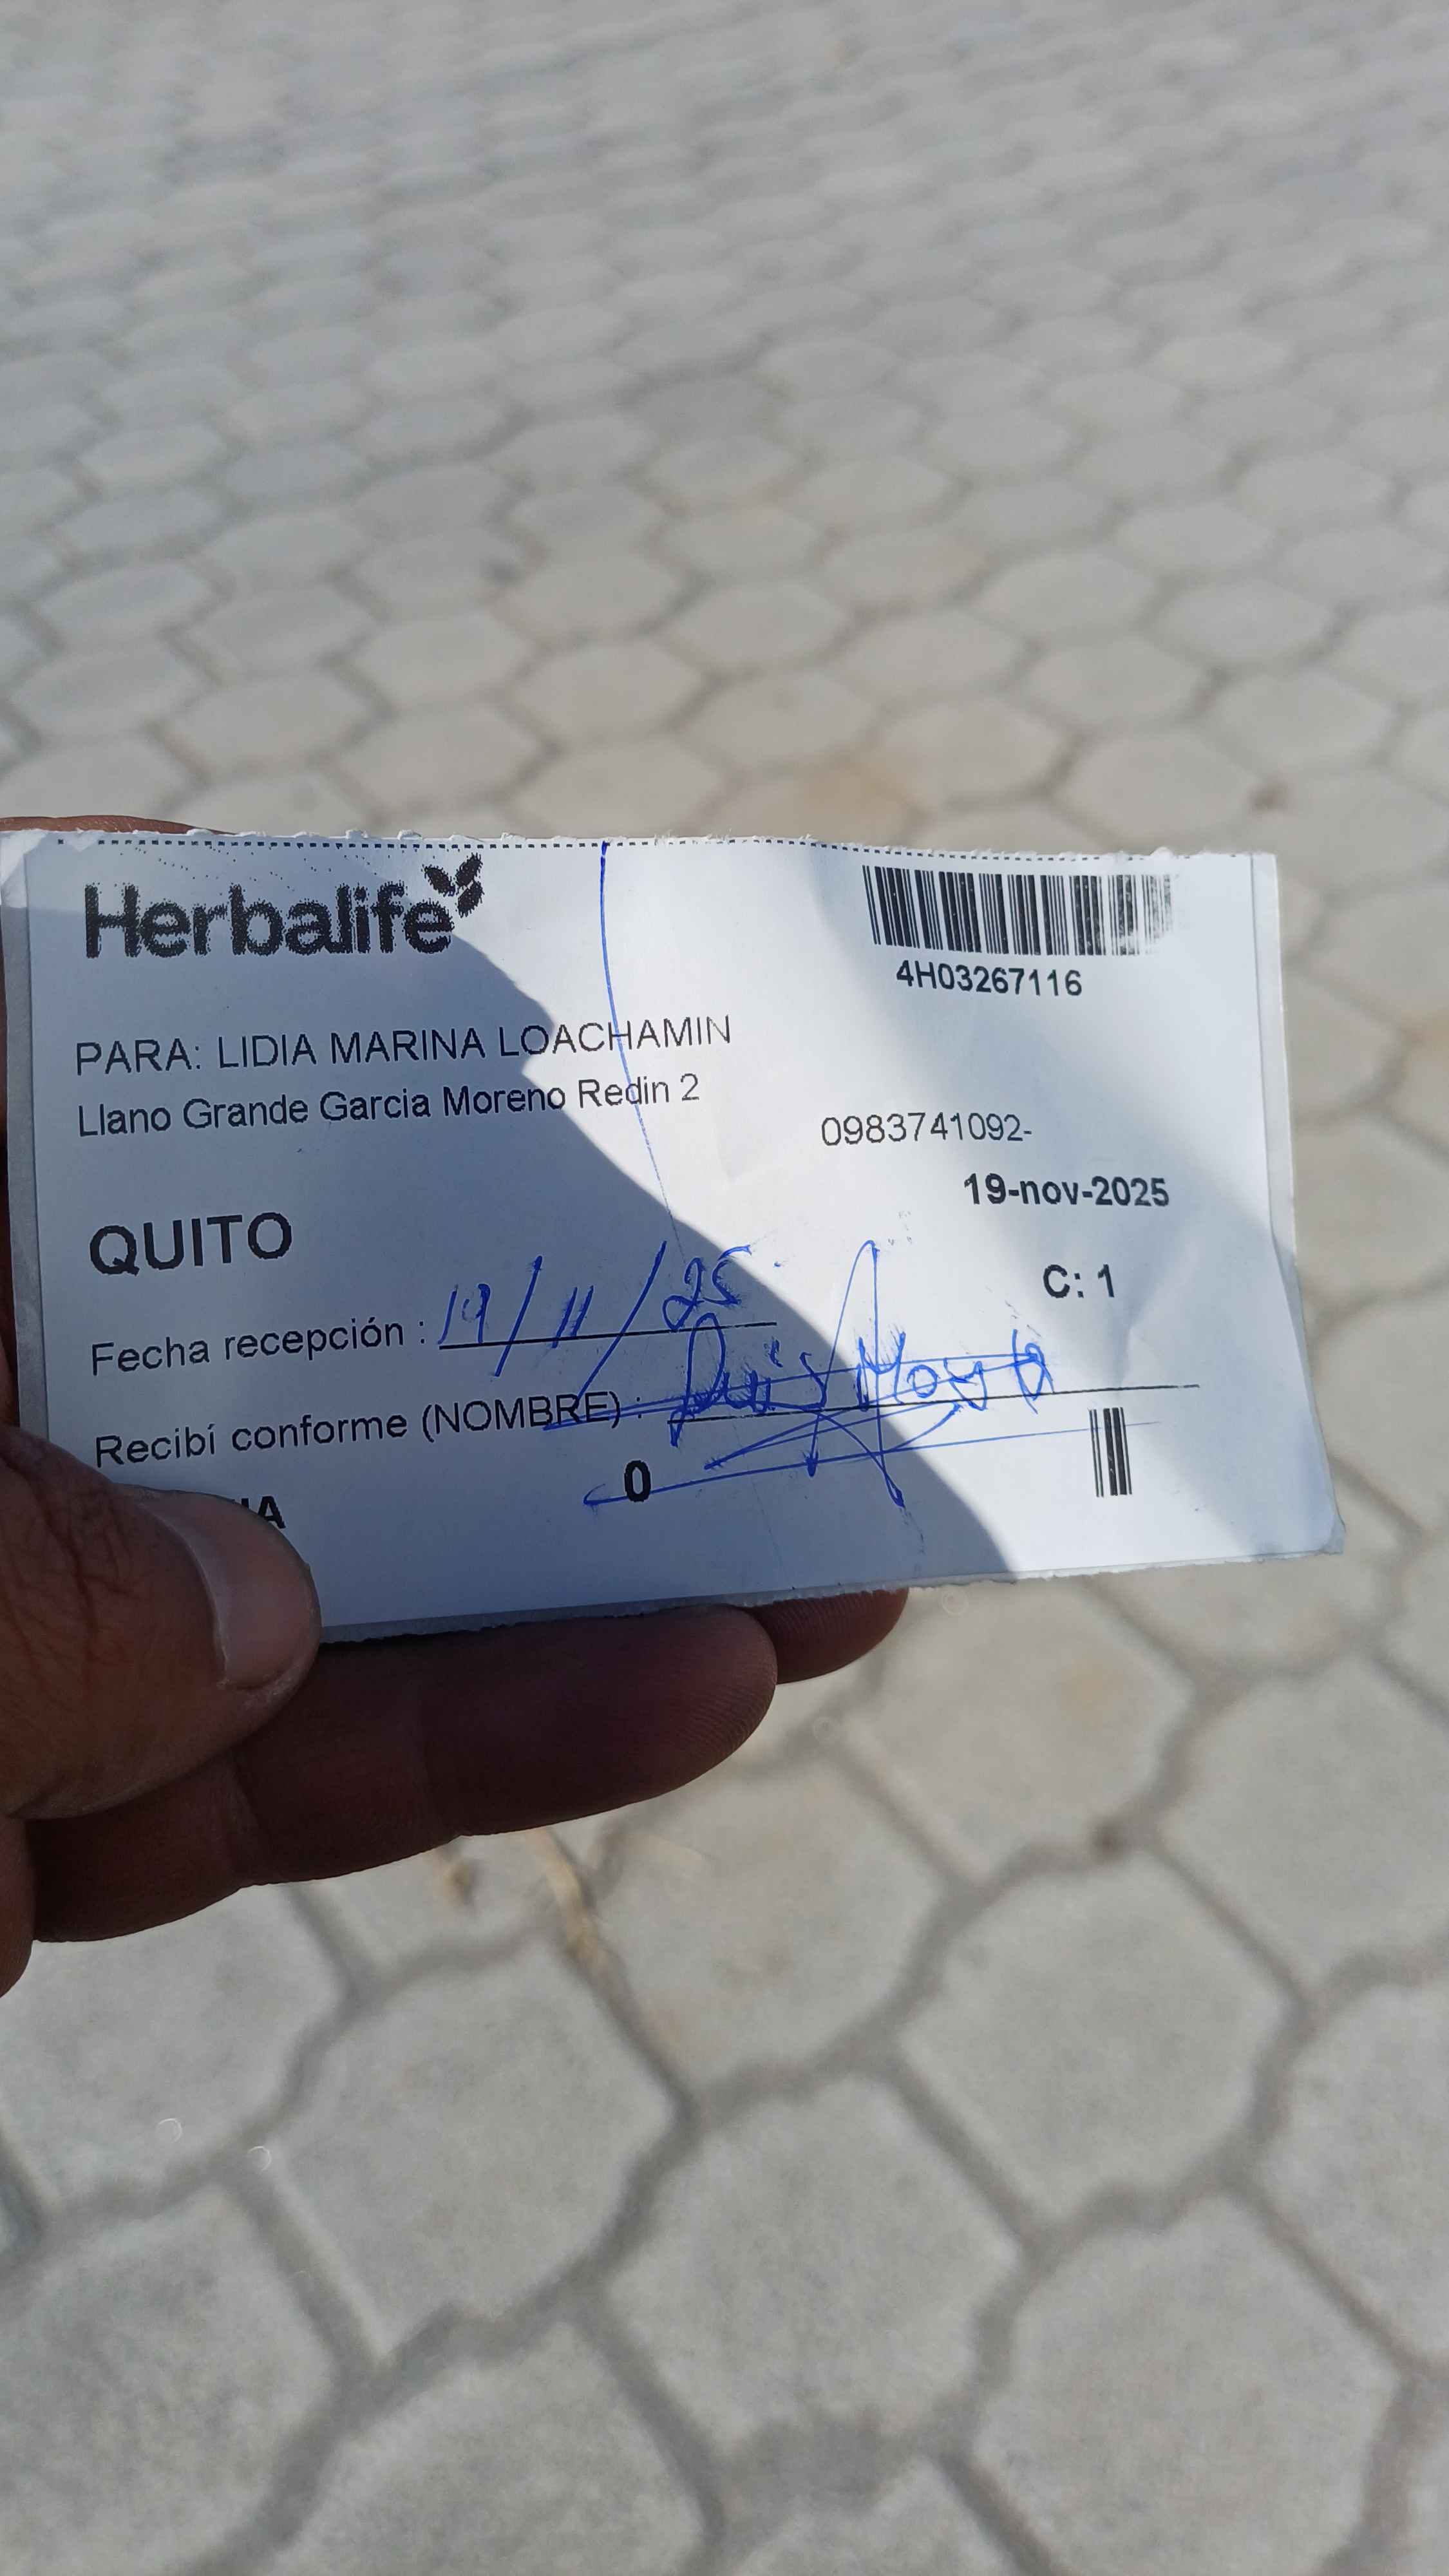 Herbalife
4H03267116
PARA: LIDIA MARINA LOACHAMIN
Llano Grande Garcia Moreno Redin 2
0983741092-
19-nov-2025
QUITO
C: 1
Fecha recepción : 19/11/25
Recibí conforme (NOMBRE) : Luis
0